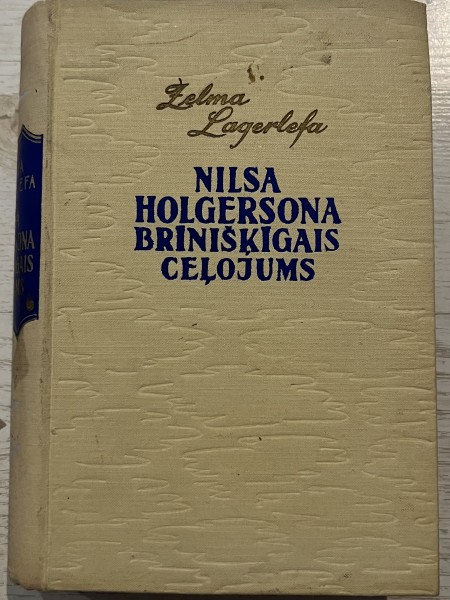 Zelma
Lagerlefa
NILSA
HOLGERSONA
BRĪNIŠĶĪGAIS
CEĻOJUMS